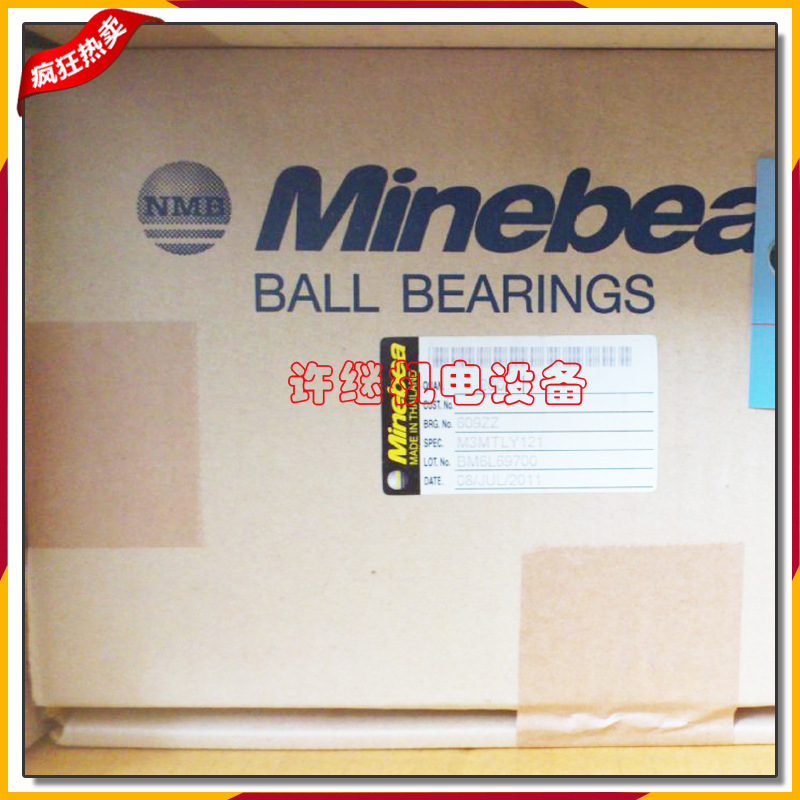 疯狂热卖
NMB
Minebea
BALL BEARINGS
Minebea
MADE IN THAILAND
许继机电设备
CUST. No.
BRG. No. 609ZZ
SPEC. M3MTLY121
LOT. No. BM6L69700
DATE. 08/JUL/2011